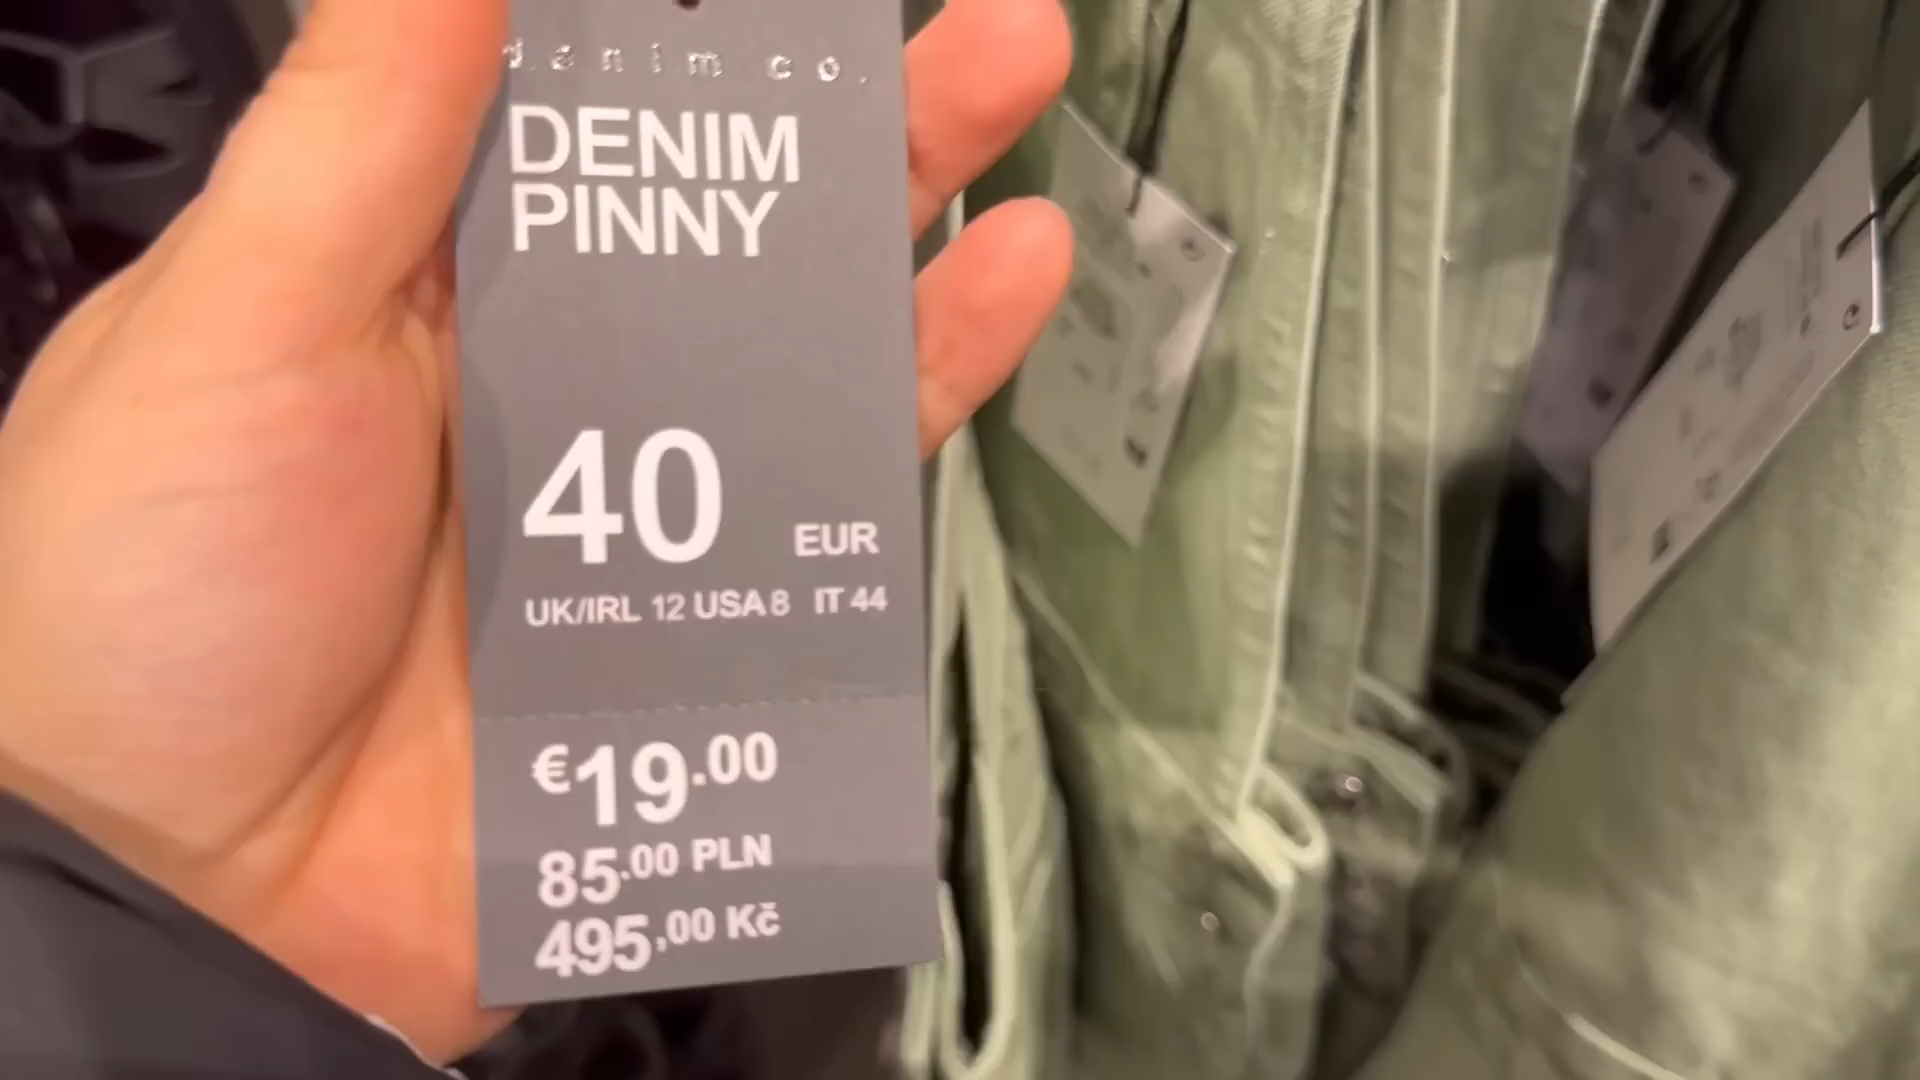 denim co.
DENIM
PINNY
40 EUR
UK/IRL 12 USA 8 IT 44
€19.00
85.00 PLN
495,00 Kč